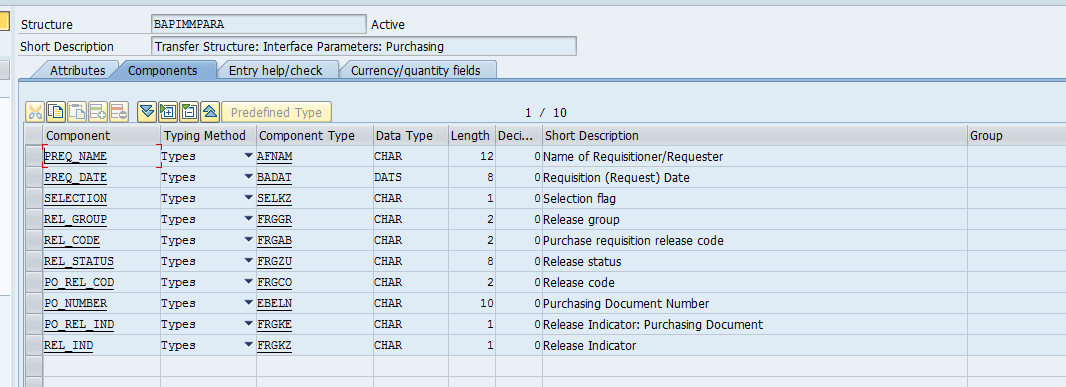 Structure BAPIMMPARA Active
Short Description Transfer Structure: Interface Parameters: Purchasing
Attributes Components Entry help/check Currency/quantity fields
Predefined Type 1 / 10
Component Typing Method Component Type Data Type Length Deci... Short Description Group
PREQ_NAME Types AFNAM CHAR 12 0 Name of Requisitioner/Requester
PREQ_DATE Types BADAT DATS 8 0 Requisition (Request) Date
SELECTION Types SELKZ CHAR 1 0 Selection flag
REL_GROUP Types FRGGR CHAR 2 0 Release group
REL_CODE Types FRGAB CHAR 2 0 Purchase requisition release code
REL_STATUS Types FRGZU CHAR 8 0 Release status
PO_REL_COD Types FRGCO CHAR 2 0 Release code
PO_NUMBER Types EBELN CHAR 10 0 Purchasing Document Number
PO_REL_IND Types FRGKE CHAR 1 0 Release Indicator: Purchasing Document
REL_IND Types FRGKZ CHAR 1 0 Release Indicator